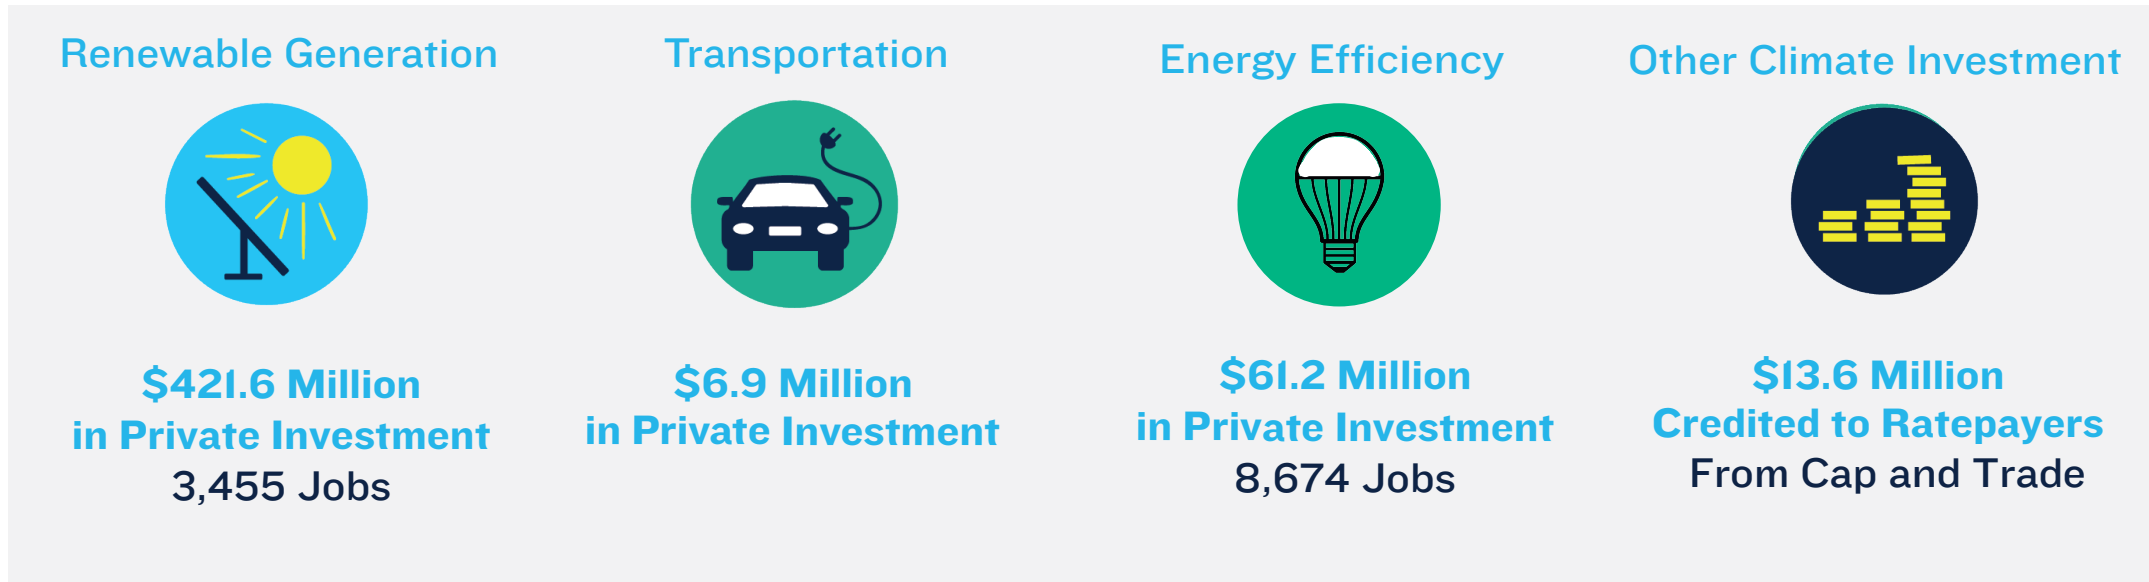 Renewable Generation
$421.6 Million
in Private Investment
3,455 Jobs
Transportation
$6.9 Million
in Private Investment
Energy Efficiency
$61.2 Million
in Private Investment
8,674 Jobs
Other Climate Investment
$13.6 Million
Credited to Ratepayers
From Cap and Trade